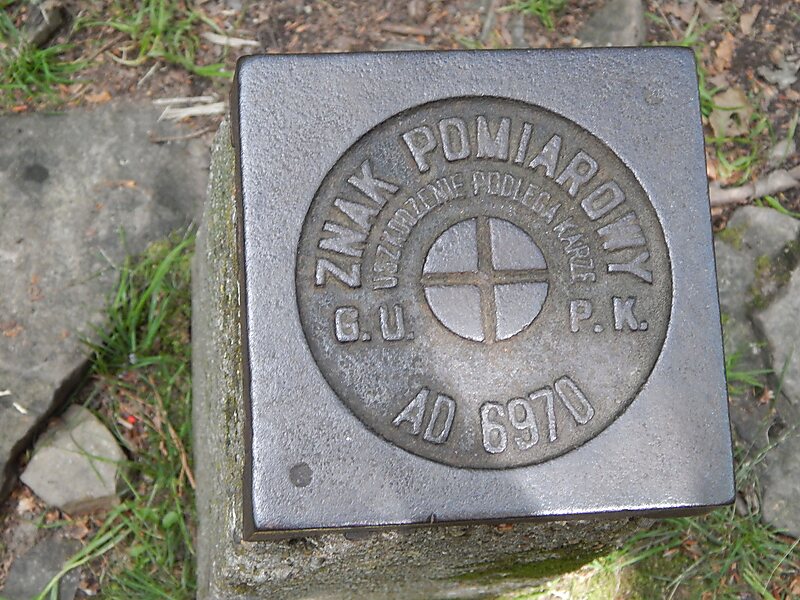 ZNAK POMIAROWY
USZKODZENIE PODLEGA KARZE
G. U. P. K.
AD 6970